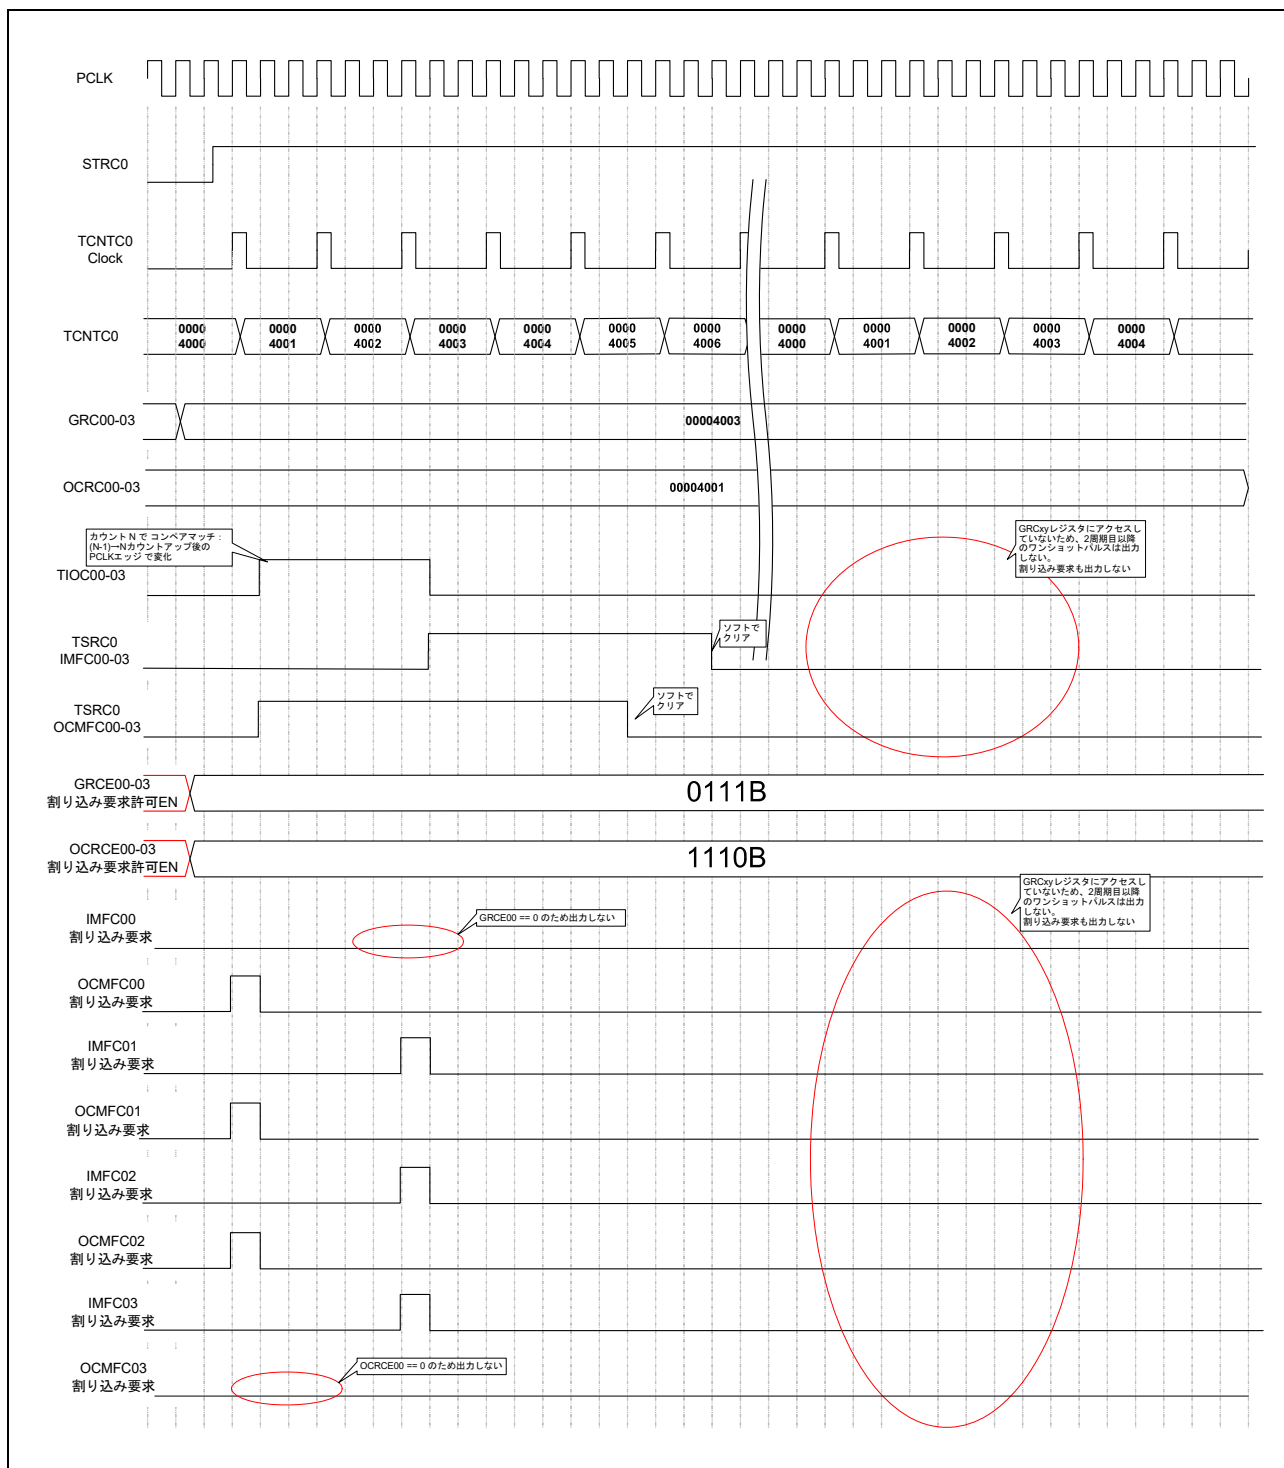 PCLK
STRC0
TCNTC0
Clock
TCNTC0
0000
4000
0000
4001
0000
4002
0000
4003
0000
4004
0000
4005
0000
4006
0000
4000
0000
4001
0000
4002
0000
4003
0000
4004
GRC00-03
00004003
OCRC00-03
00004001
カウント N で コンペアマッチ：
(N-1)→Nカウントアップ後の
PCLKエッジ で変化
GRCxyレジスタにアクセスし
ていないため、2周期目以降
のワンショットパルスは出力
しない。
割り込み要求も出力しない
TIOC00-03
TSRC0
IMFC00-03
ソフトで
クリア
TSRC0
OCMFC00-03
ソフトで
クリア
GRCE00-03
割り込み要求許可EN
0111B
OCRCE00-03
割り込み要求許可EN
1110B
GRCxyレジスタにアクセスし
ていないため、2周期目以降
のワンショットパルスは出力
しない。
割り込み要求も出力しない
IMFC00
割り込み要求
GRCE00 == 0 のため出力しない
OCMFC00
割り込み要求
IMFC01
割り込み要求
OCMFC01
割り込み要求
IMFC02
割り込み要求
OCMFC02
割り込み要求
IMFC03
割り込み要求
OCMFC03
割り込み要求
OCRCE00 == 0 のため出力しない